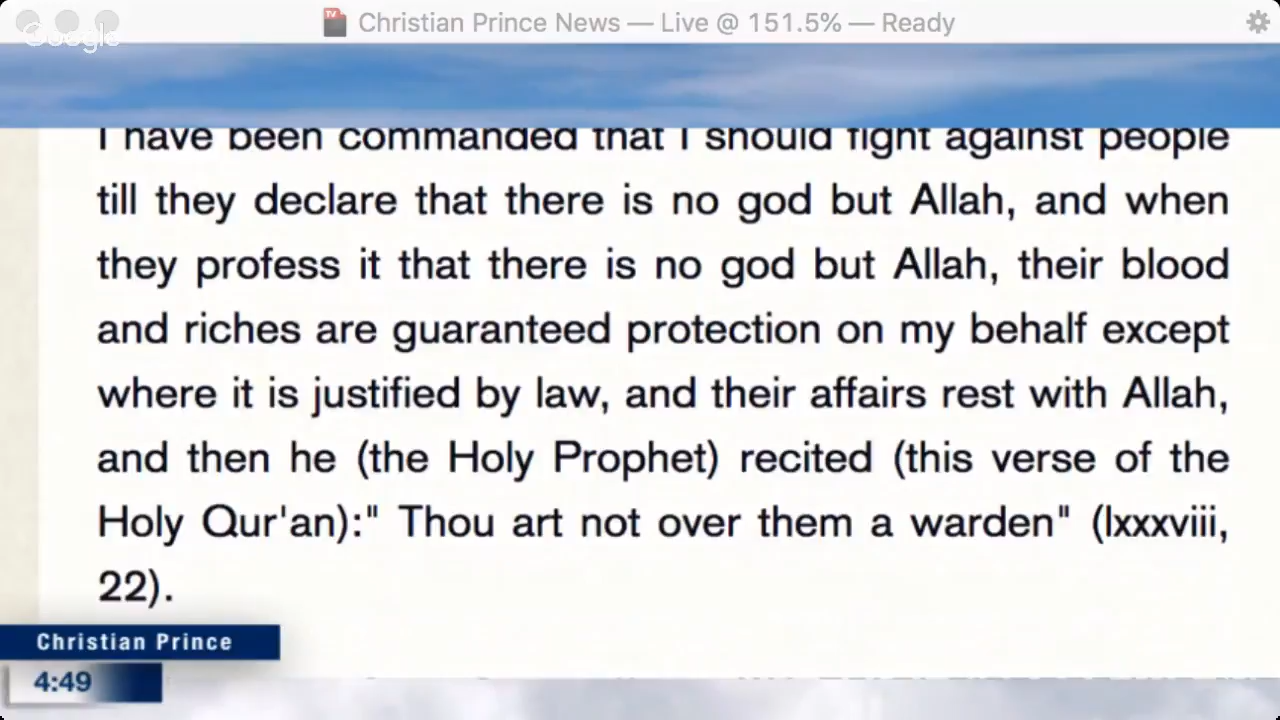 Christian Prince News — Live @ 151.5% — Ready
Google
TV
I have been commanded that I should fight against people
till they declare that there is no god but Allah, and when
they profess it that there is no god but Allah, their blood
and riches are guaranteed protection on my behalf except
where it is justified by law, and their affairs rest with Allah,
and then he (the Holy Prophet) recited (this verse of the
Holy Qur'an):" Thou art not over them a warden" (lxxxviii,
22).
Christian Prince
4:49